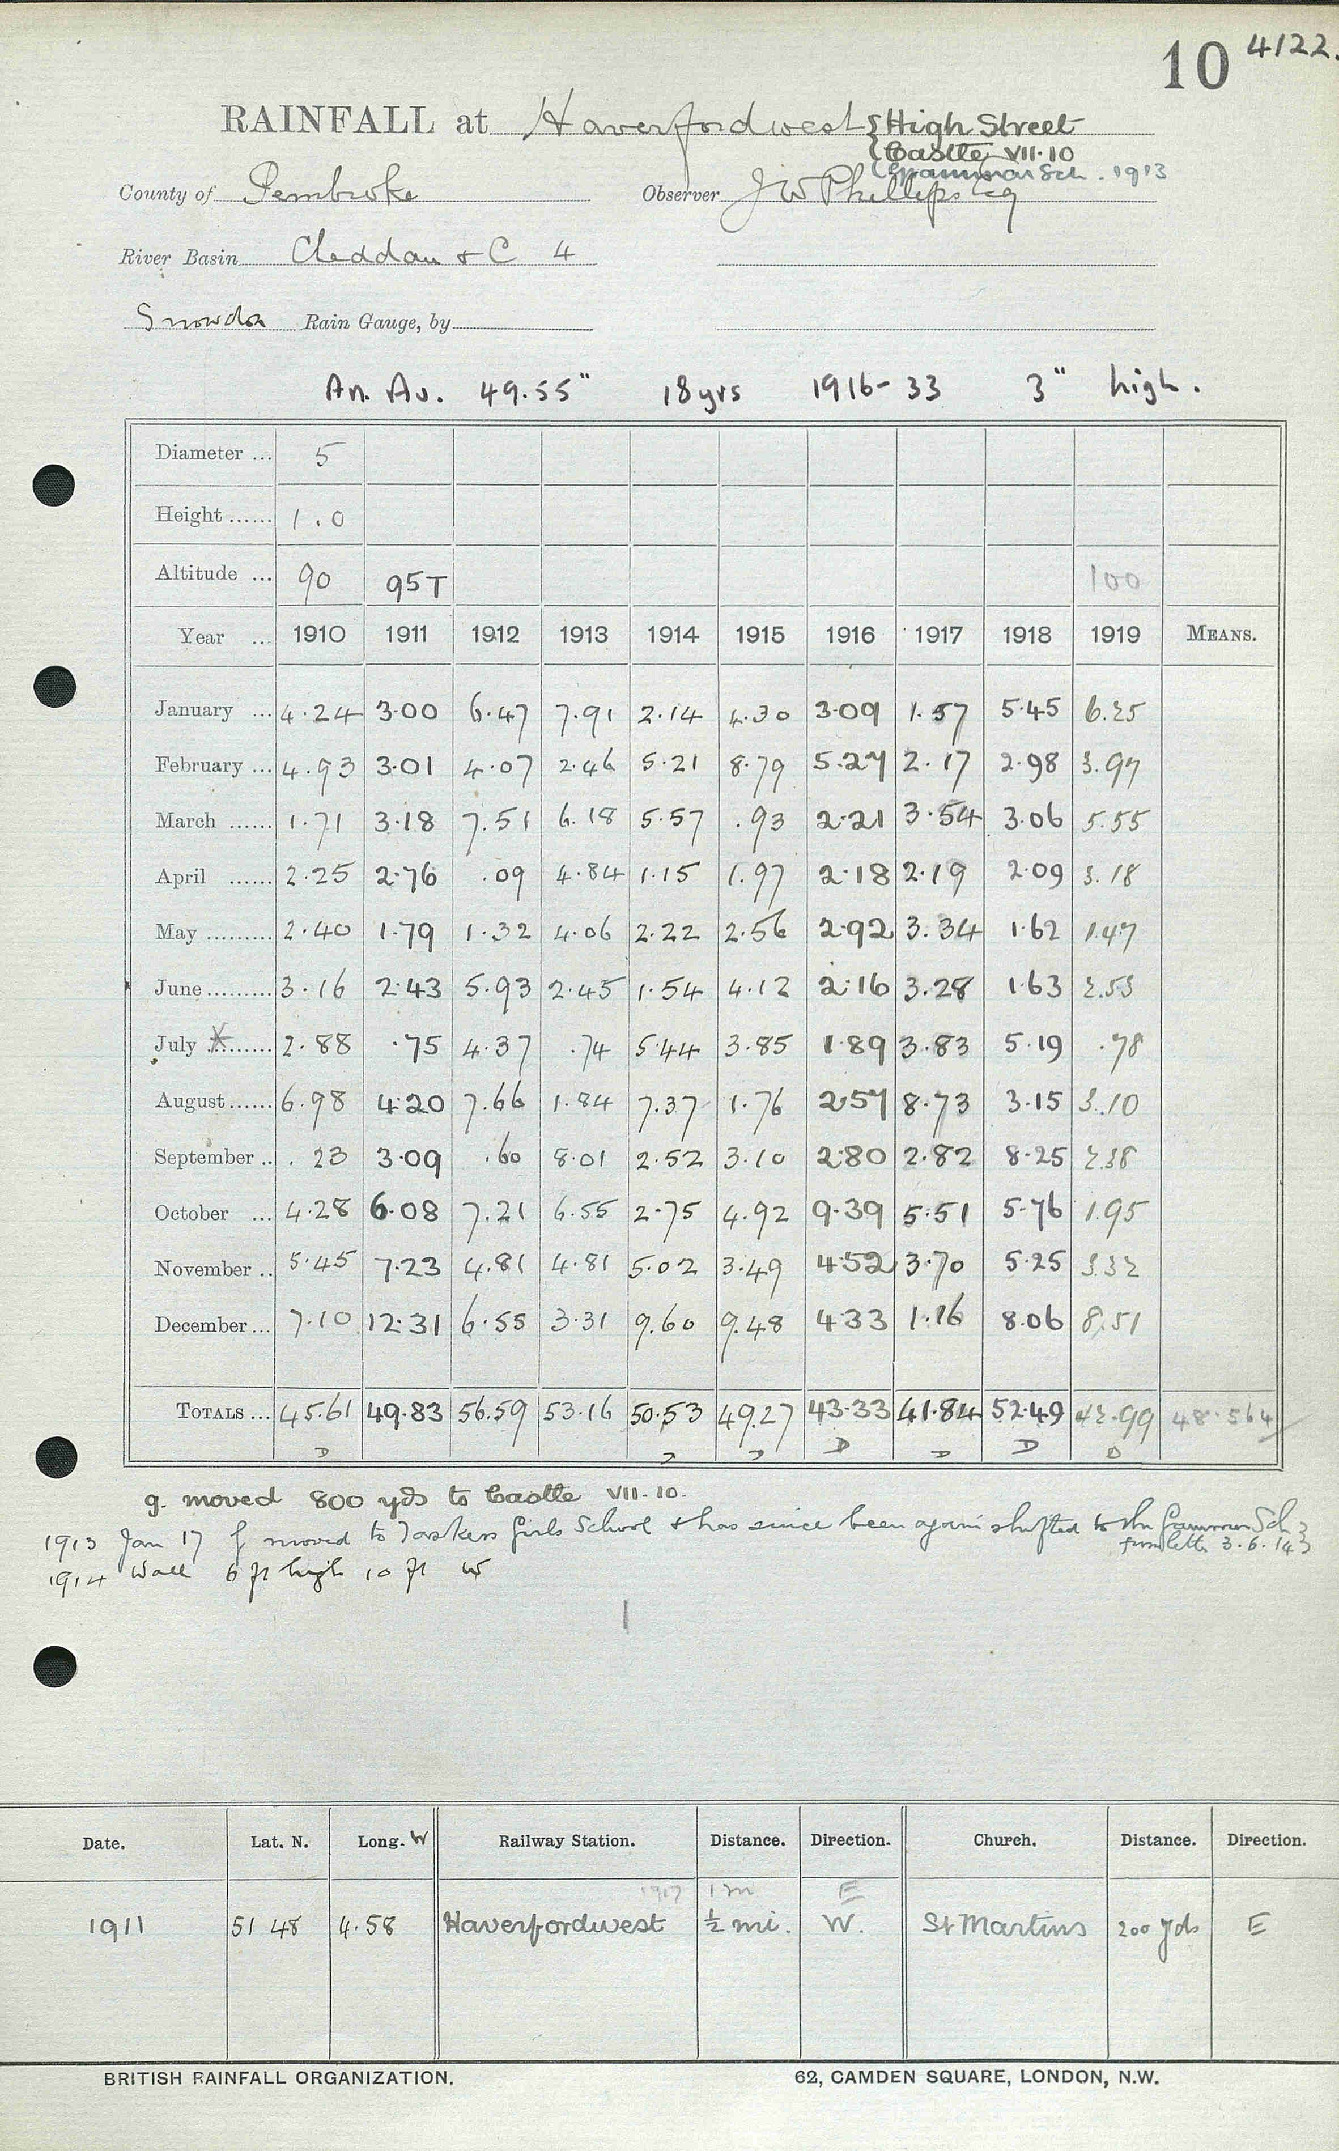 10 4122.
RAINFALL at Haverfordwest { High Street
Castle VII.10
Grammar Sch. 1913
County of Pembroke Observer J W Phillips Esq
River Basin Cleddau & C 4
Snowdon Rain Gauge, by
An. Av. 49.55" 18 yrs 1916-33 3" high.
Diameter ... 5
Height ...... 1.0
Altitude ... 90 95T 100
Year ... 1910 1911 1912 1913 1914 1915 1916 1917 1918 1919 MEANS.
January ... 4.24 3.00 6.47 7.91 2.14 4.30 3.09 1.57 5.45 6.25
February ... 4.93 3.01 4.07 2.46 5.21 8.79 5.27 2.17 2.98 3.97
March ...... 1.71 3.18 7.51 6.18 5.57 .93 2.21 3.54 3.06 5.55
April ...... 2.25 2.76 .09 4.84 1.15 1.97 2.18 2.19 2.09 3.18
May ......... 2.40 1.79 1.32 4.06 2.22 2.56 2.92 3.34 1.62 1.47
June ......... 3.16 2.43 5.93 2.45 1.54 4.12 2.16 3.28 1.63 2.53
July ......... 2.88 .75 4.37 .74 5.44 3.85 1.89 3.83 5.19 .78
August ...... 6.98 4.20 7.66 1.84 7.37 1.76 2.57 8.73 3.15 3.10
September .. .23 3.09 .60 8.01 2.52 3.10 2.80 2.82 8.25 2.38
October ... 4.28 6.08 7.21 6.55 2.75 4.92 9.39 5.51 5.76 1.95
November .. 5.45 7.23 4.81 4.81 5.02 3.49 4.52 3.70 5.25 3.32
December ... 7.10 12.31 6.55 3.31 9.60 9.48 4.33 1.16 8.06 8.51
TOTALS ... 45.61 49.83 56.59 53.16 50.53 49.27 43.33 41.84 52.49 42.99 48.564
D D D D D D D
g. moved 800 yds to Castle VII.10.
1913 Jan 17 g moved to Taskers Girls School & has since been again shifted to the Grammar Sch
from letter 3.6.14
1914 Wall 6 ft high 10 ft W
Date. Lat. N. Long. W Railway Station. Distance. Direction. Church. Distance. Direction.
1917 1 m E
1911 51 48 4.58 Haverfordwest ½ mi. W. St Martins 200 yds E
BRITISH RAINFALL ORGANIZATION. 62, CAMDEN SQUARE, LONDON, N.W.